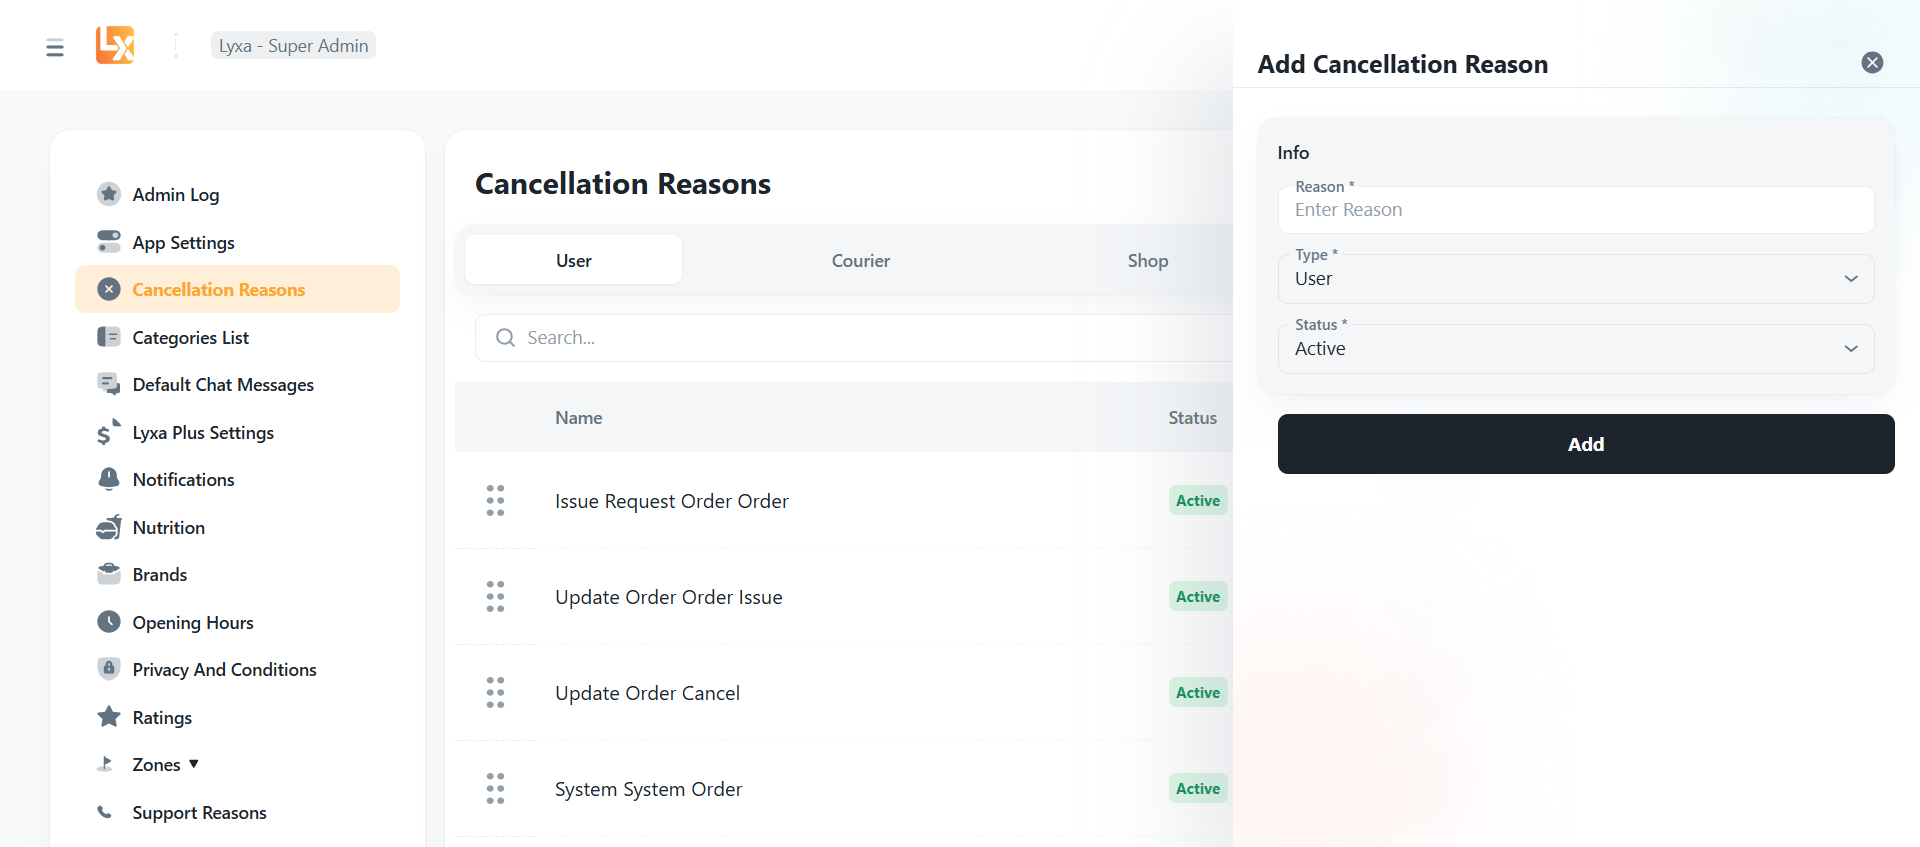 LX
Lyxa - Super Admin
Admin Log
App Settings
Cancellation Reasons
Categories List
Default Chat Messages
Lyxa Plus Settings
Notifications
Nutrition
Brands
Opening Hours
Privacy And Conditions
Ratings
Zones
Support Reasons
Cancellation Reasons
User Courier Shop
Search...
Name Status
Issue Request Order Order Active
Update Order Order Issue Active
Update Order Cancel Active
System System Order Active
Add Cancellation Reason
Info
Reason *
Enter Reason
Type *
User
Status *
Active
Add